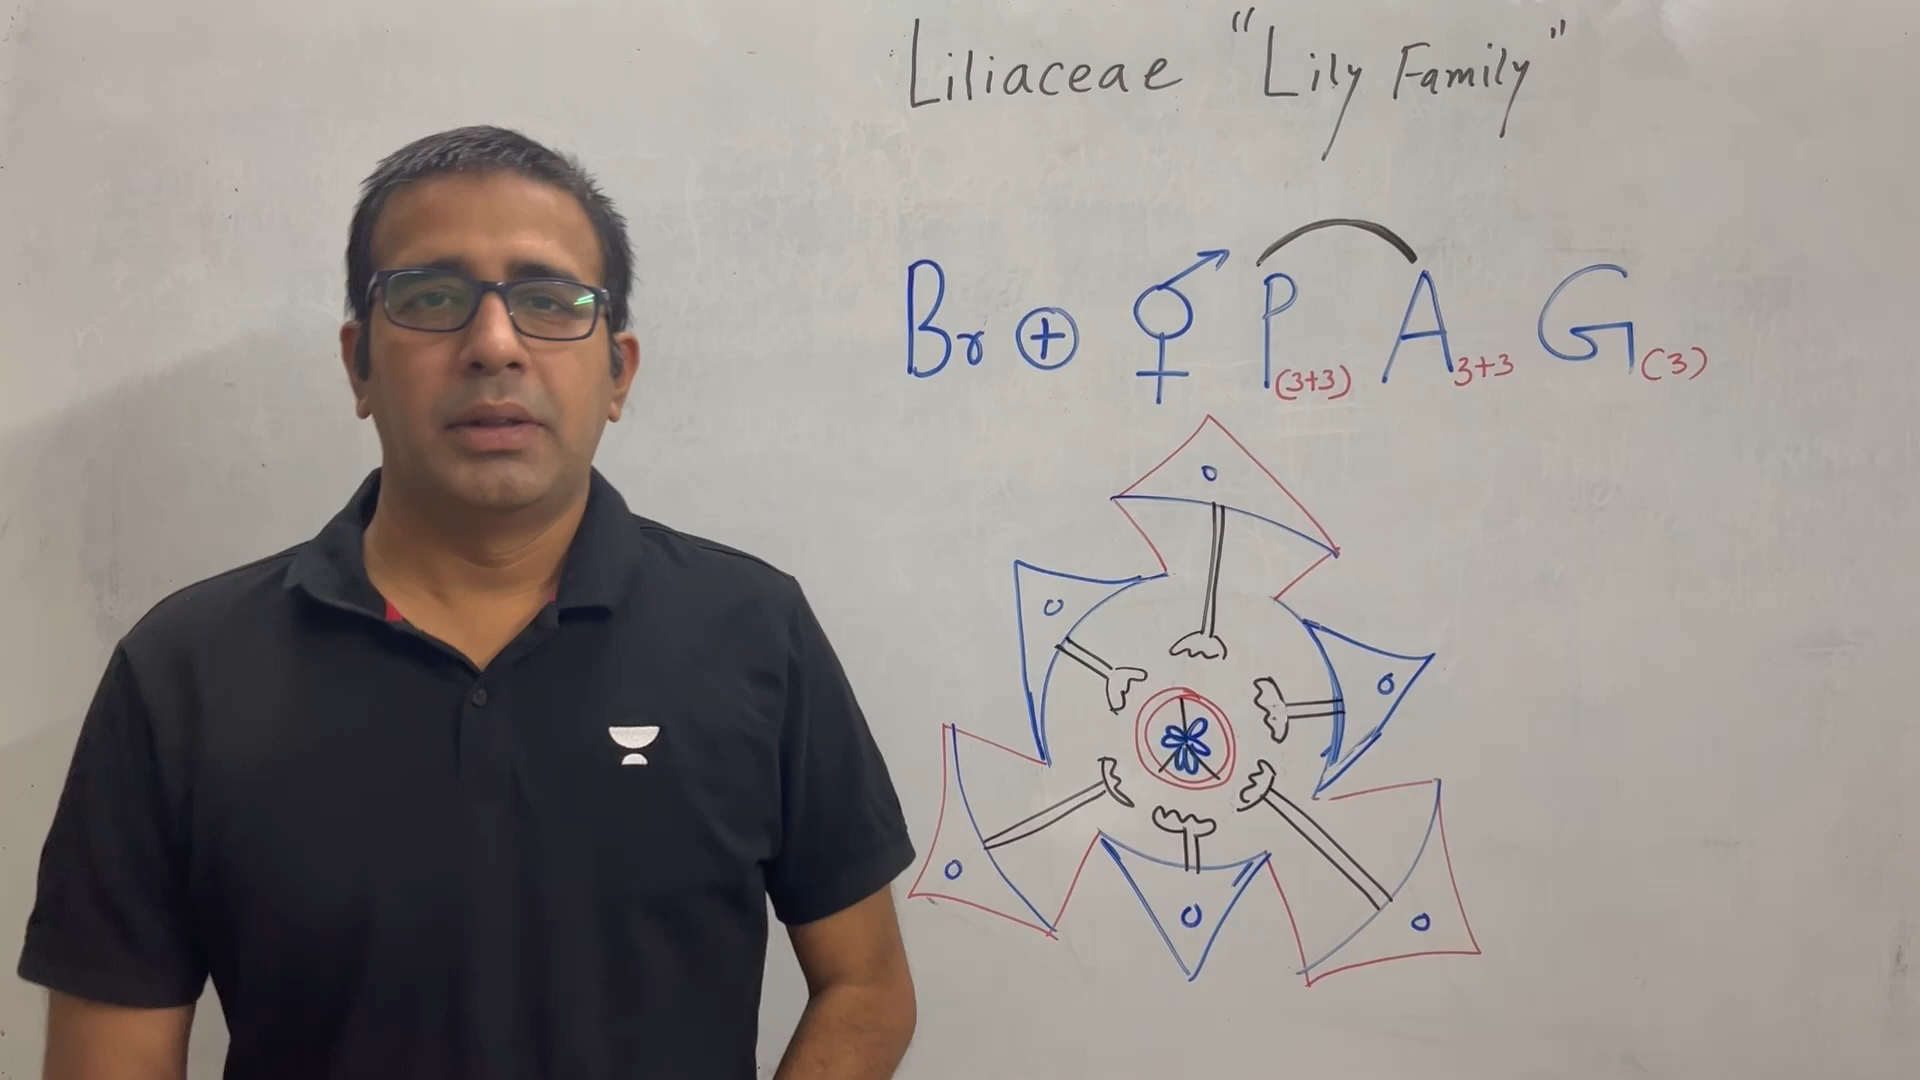 Liliaceae "Lily Family"
Br ⊕ ⚥ P(3+3) A3+3 G(3)